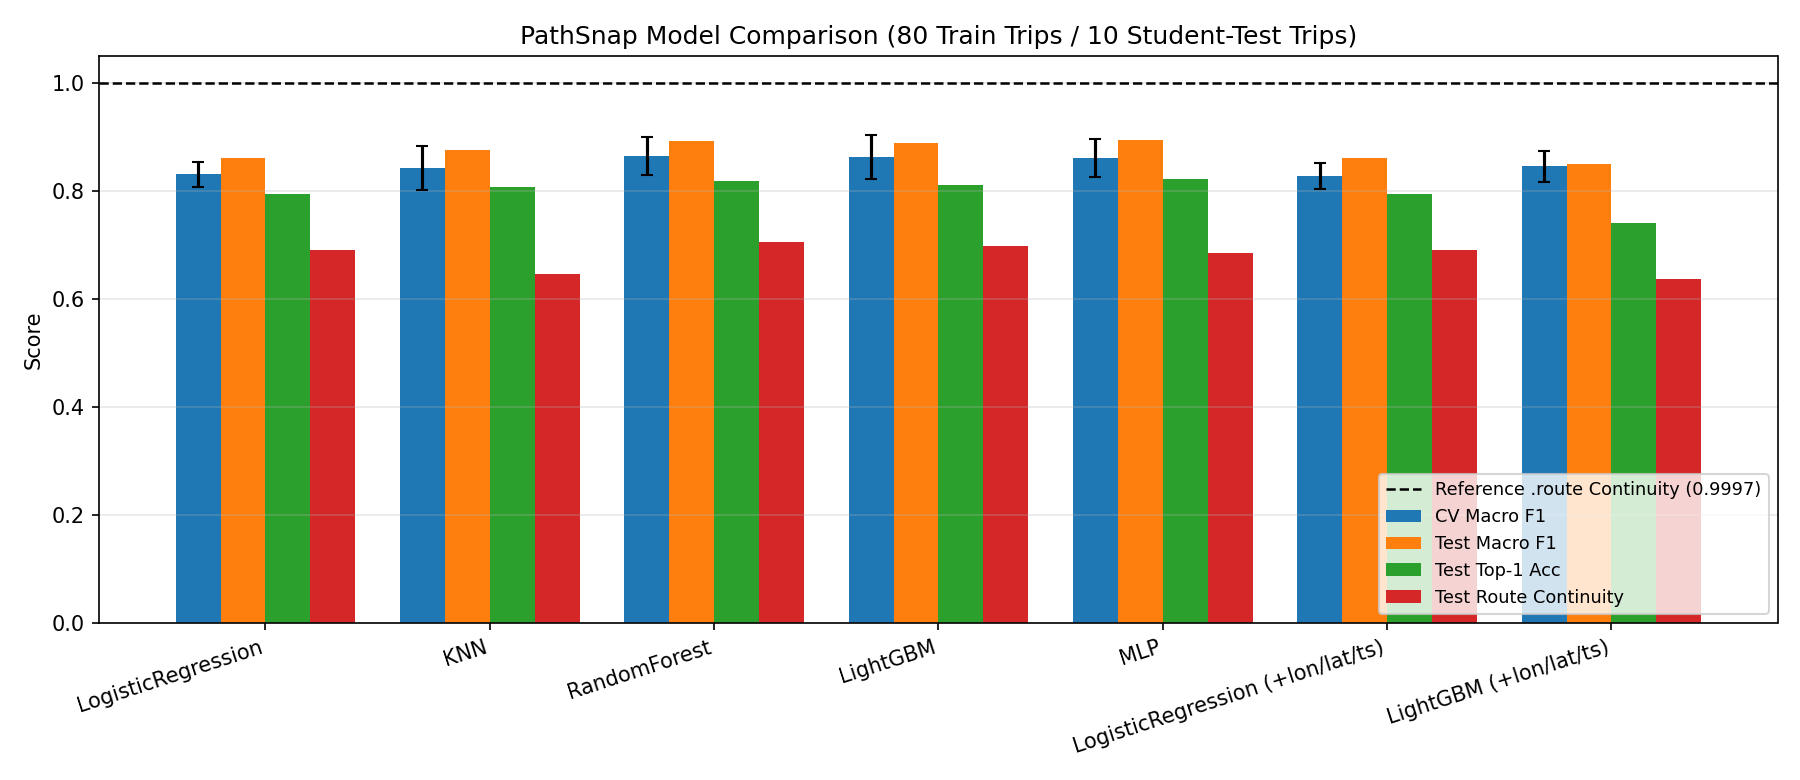 PathSnap Model Comparison (80 Train Trips / 10 Student-Test Trips)
Score
1.0
0.8
0.6
0.4
0.2
0.0
Reference .route Continuity (0.9997)
CV Macro F1
Test Macro F1
Test Top-1 Acc
Test Route Continuity
LogisticRegression
KNN
RandomForest
LightGBM
MLP
LogisticRegression (+lon/lat/ts)
LightGBM (+lon/lat/ts)